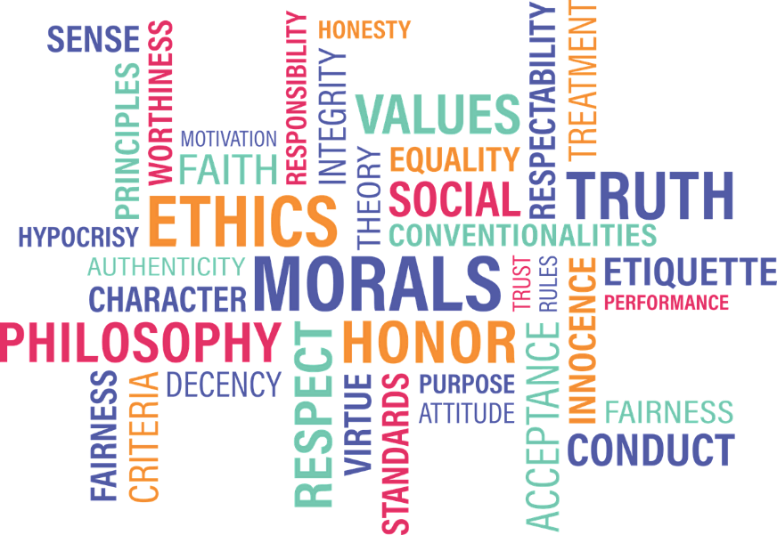 SENSE
PRINCIPLES
WORTHINESS
MOTIVATION
FAITH
RESPONSIBILITY
HONESTY
INTEGRITY
VALUES
EQUALITY
THEORY
SOCIAL
RESPECTABILITY
TREATMENT
TRUTH
HYPOCRISY
ETHICS
CONVENTIONALITIES
AUTHENTICITY
CHARACTER
MORALS
TRUST
RULES
INNOCENCE
ETIQUETTE
PERFORMANCE
PHILOSOPHY
RESPECT
HONOR
ACCEPTANCE
FAIRNESS
CRITERIA
DECENCY
VIRTUE
STANDARDS
PURPOSE
ATTITUDE
FAIRNESS
CONDUCT